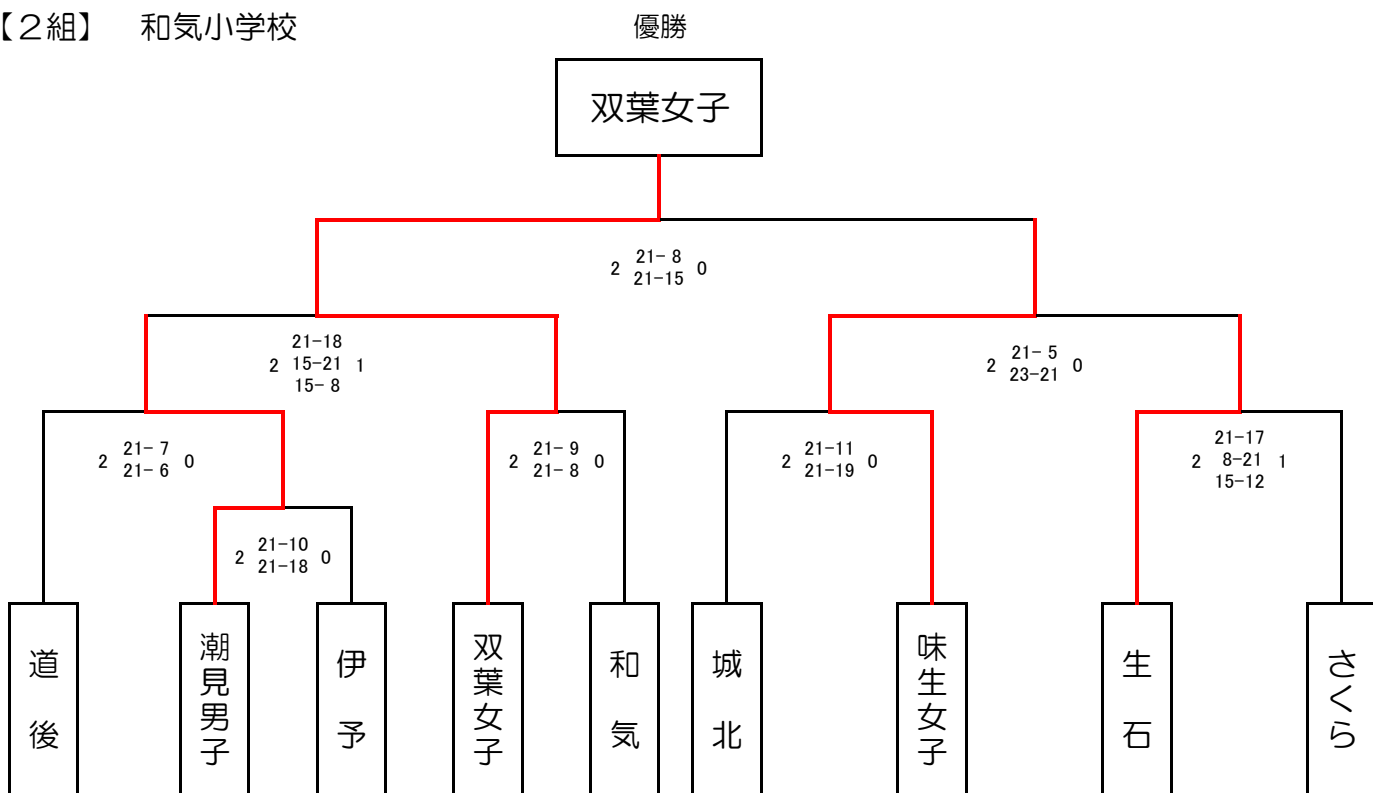 【２組】　和気小学校
優勝
双葉女子
2 21- 8 0
21-15
21-18
2 15-21 1
15- 8
2 21- 5 0
23-21
2 21- 7 0
21- 6
2 21- 9 0
21- 8
2 21-11 0
21-19
21-17
2 8-21 1
15-12
2 21-10 0
21-18
道後
潮見男子
伊予
双葉女子
和気
城北
味生女子
生石
さくら